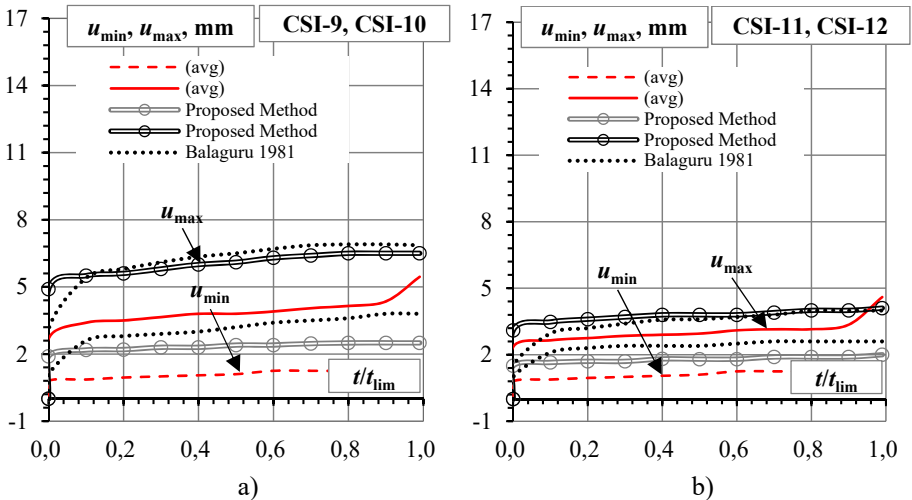 u_min, u_max, mm
CSI-9, CSI-10
(avg)
(avg)
Proposed Method
Proposed Method
Balaguru 1981
u_max
u_min
t/t_lim
17
14
11
8
5
2
-1
0,0 0,2 0,4 0,6 0,8 1,0
a)
u_min, u_max, mm
CSI-11, CSI-12
(avg)
(avg)
Proposed Method
Proposed Method
Balaguru 1981
u_min
u_max
t/t_lim
17
14
11
8
5
2
-1
0,0 0,2 0,4 0,6 0,8 1,0
b)